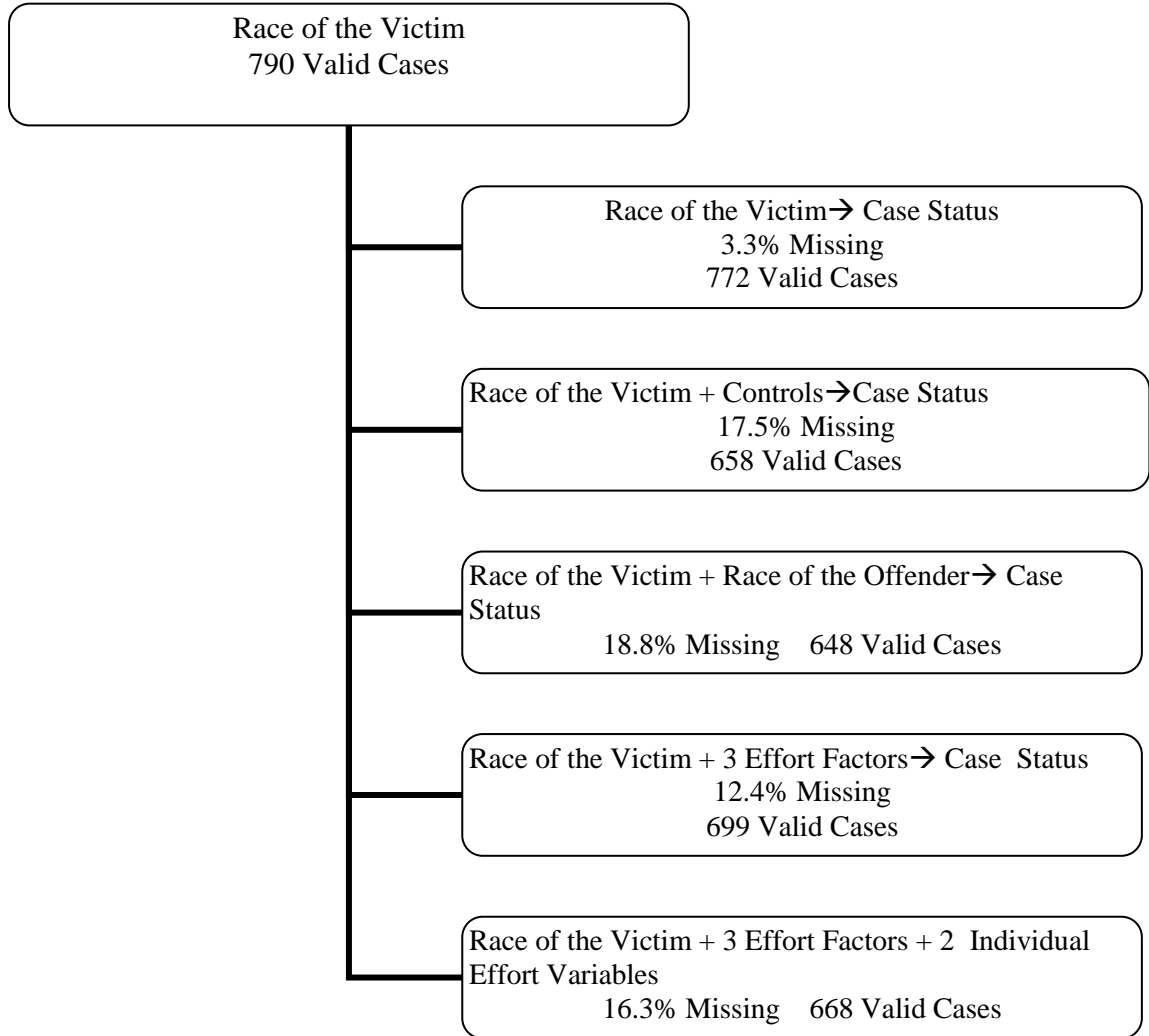 Race of the Victim
790 Valid Cases
Race of the Victim→ Case Status
3.3% Missing
772 Valid Cases
Race of the Victim + Controls→Case Status
17.5% Missing
658 Valid Cases
Race of the Victim + Race of the Offender→ Case
Status
18.8% Missing 648 Valid Cases
Race of the Victim + 3 Effort Factors→ Case Status
12.4% Missing
699 Valid Cases
Race of the Victim + 3 Effort Factors + 2 Individual
Effort Variables
16.3% Missing 668 Valid Cases